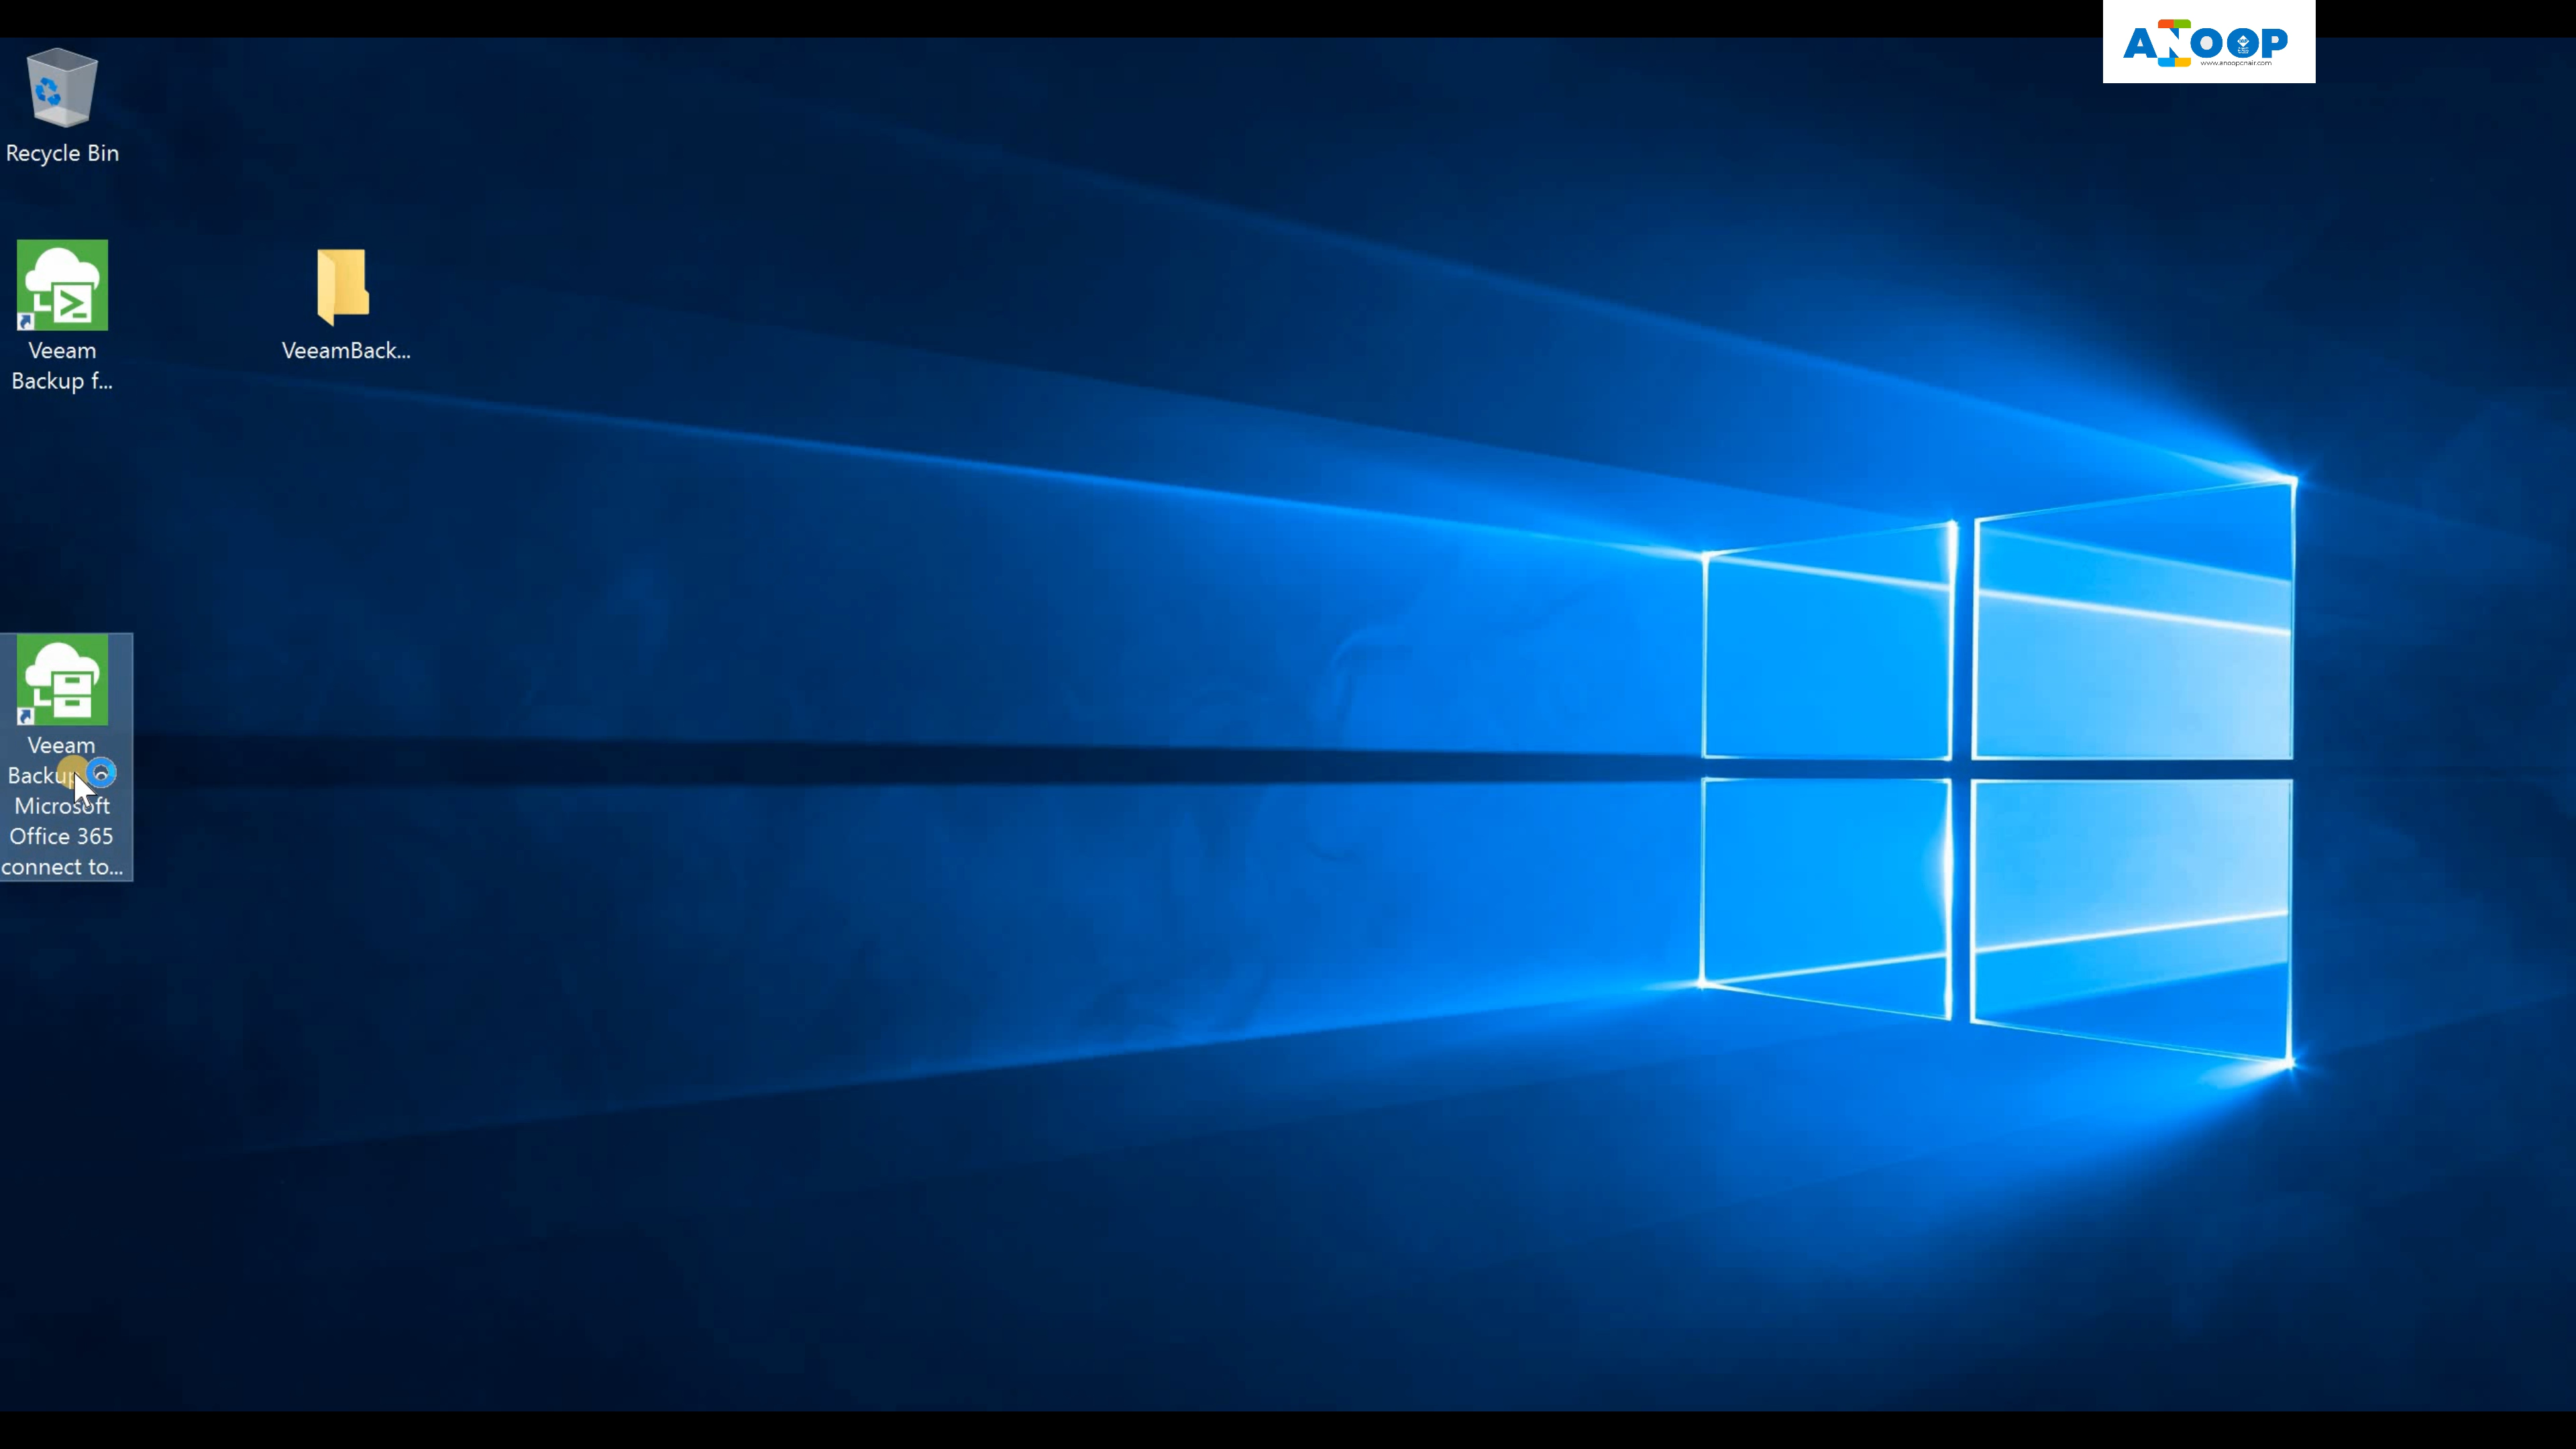 ANOOP
www.anoopcnair.com
Recycle Bin
Veeam
Backup f...
VeeamBack...
Veeam
Backup
Microsoft
Office 365
connect to...